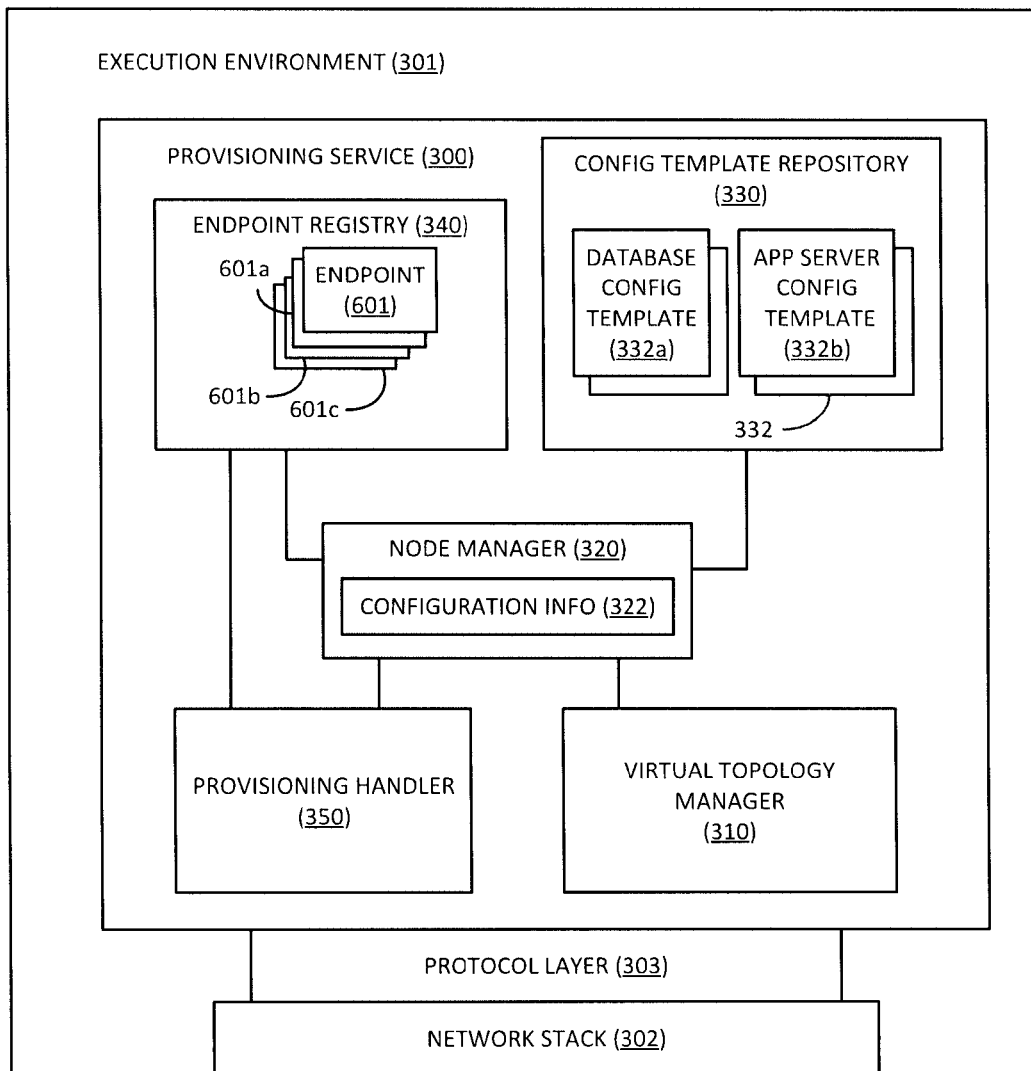 EXECUTION ENVIRONMENT (301)
PROVISIONING SERVICE (300)
ENDPOINT REGISTRY (340)
601a
ENDPOINT
(601)
601b
601c
CONFIG TEMPLATE REPOSITORY
(330)
DATABASE
CONFIG
TEMPLATE
(332a)
APP SERVER
CONFIG
TEMPLATE
(332b)
332
NODE MANAGER (320)
CONFIGURATION INFO (322)
PROVISIONING HANDLER
(350)
VIRTUAL TOPOLOGY
MANAGER
(310)
PROTOCOL LAYER (303)
NETWORK STACK (302)